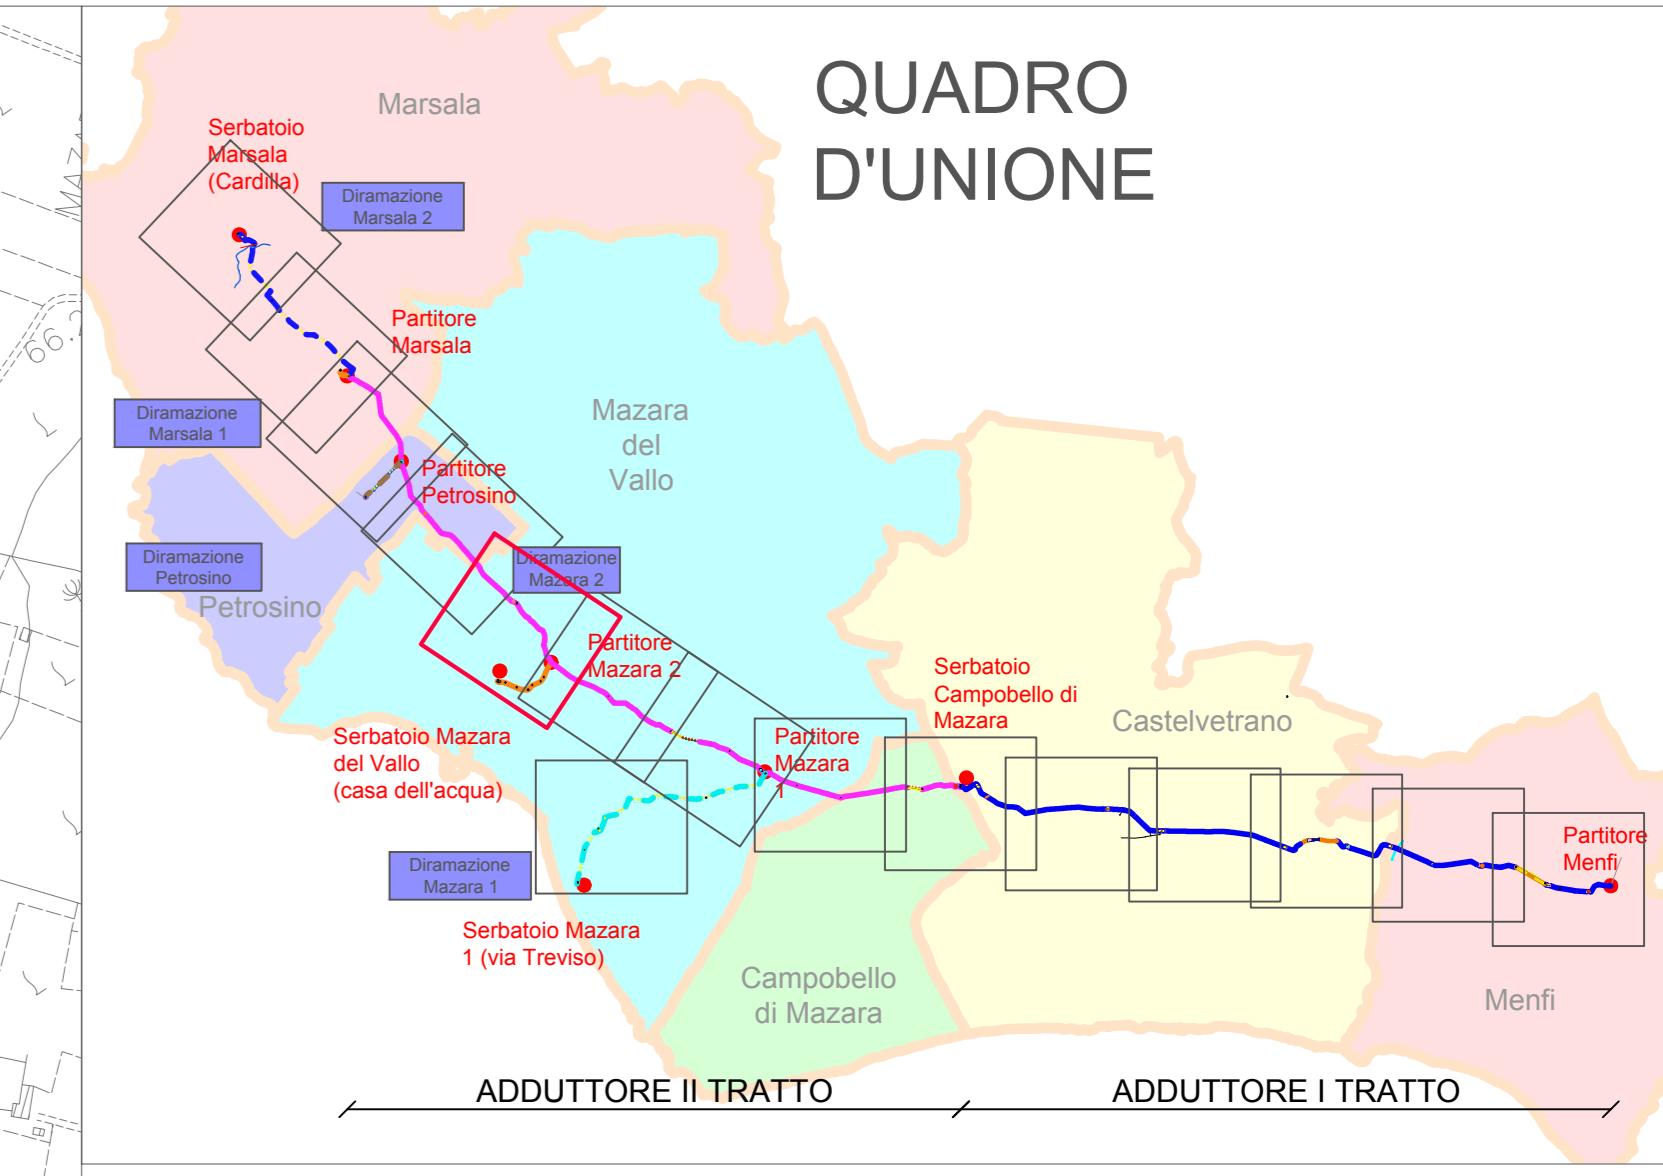 QUADRO
D'UNIONE
Marsala
Serbatoio
Marsala
(Cardilla)
Diramazione
Marsala 2
Partitore
Marsala
Diramazione
Marsala 1
Mazara
del
Vallo
Partitore
Petrosino
Diramazione
Petrosino
Petrosino
Diramazione
Mazara 2
Partitore
Mazara 2
Serbatoio
Campobello di
Mazara
Castelvetrano
Serbatoio Mazara
del Vallo
(casa dell'acqua)
Partitore
Mazara
1
Partitore
Menfi
Diramazione
Mazara 1
Serbatoio Mazara
1 (via Treviso)
Campobello
di Mazara
Menfi
ADDUTTORE II TRATTO
ADDUTTORE I TRATTO